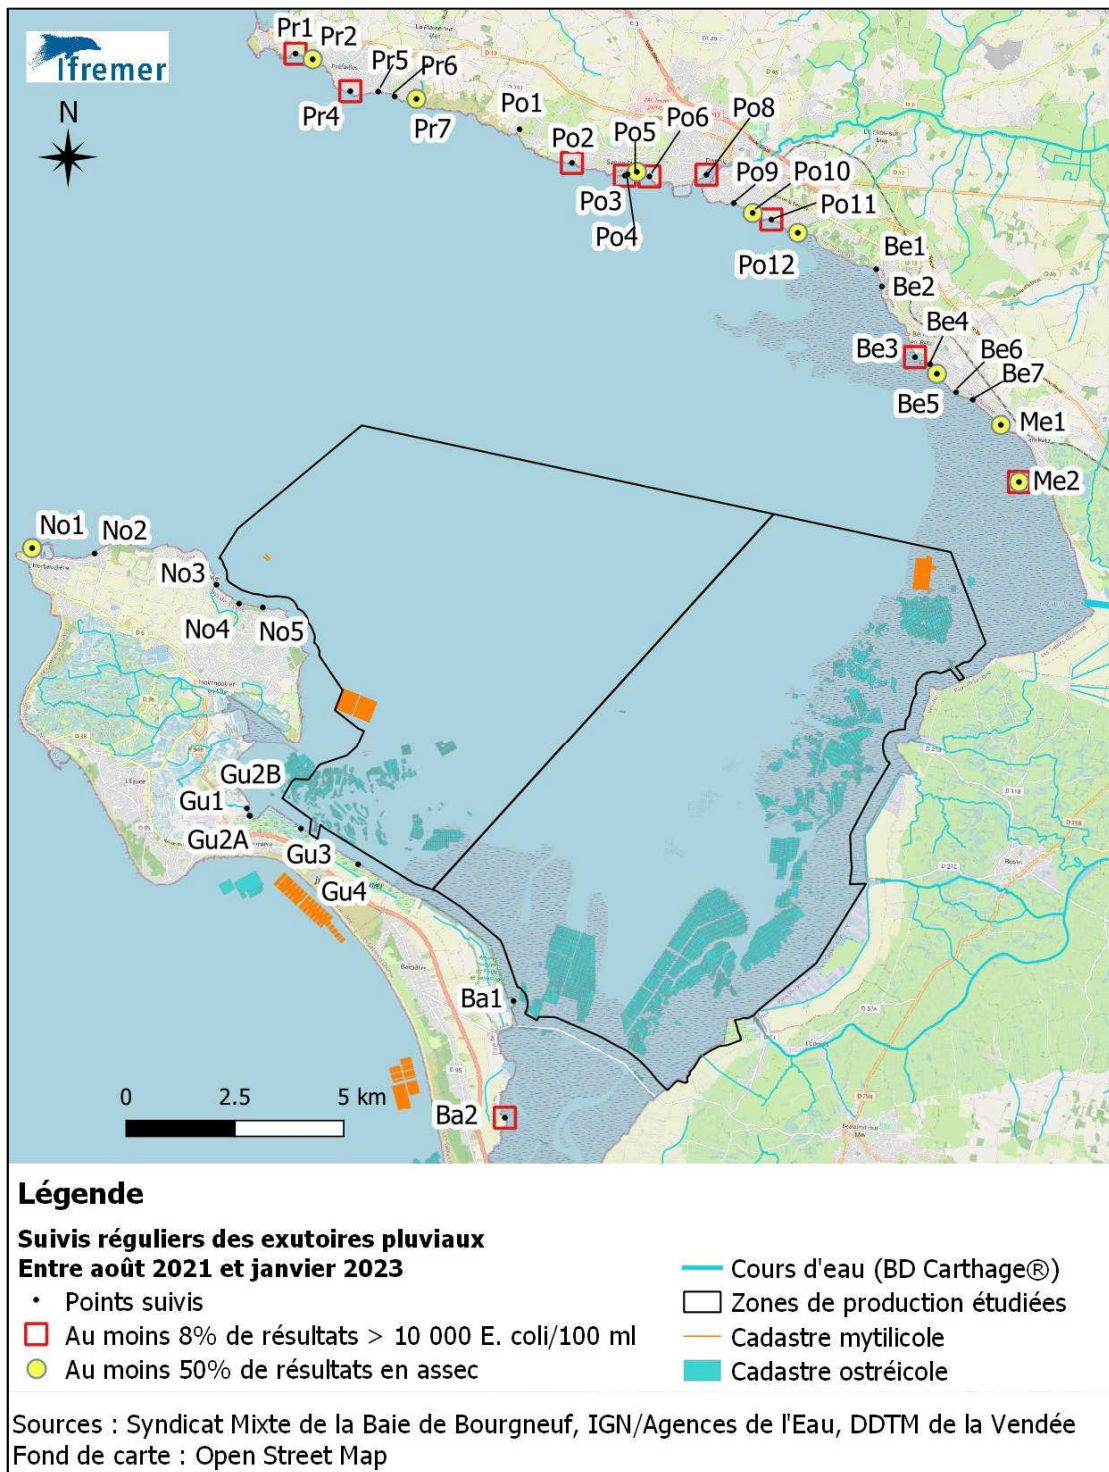 Ifremer
N
Pr1
Pr2
Pr4
Pr5
Pr6
Pr7
Po1
Po2
Po3
Po4
Po5
Po6
Po8
Po9
Po10
Po11
Po12
Be1
Be2
Be3
Be4
Be5
Be6
Be7
Me1
Me2
No1
No2
No3
No4
No5
Gu2B
Gu1
Gu2A
Gu3
Gu4
Ba1
Ba2
0 2.5 5 km
Légende
Suivis réguliers des exutoires pluviaux
Entre août 2021 et janvier 2023
Points suivis
Au moins 8% de résultats > 10 000 E. coli/100 ml
Au moins 50% de résultats en assec
Cours d'eau (BD Carthage®)
Zones de production étudiées
Cadastre mytilicole
Cadastre ostréicole
Sources : Syndicat Mixte de la Baie de Bourgneuf, IGN/Agences de l'Eau, DDTM de la Vendée
Fond de carte : Open Street Map